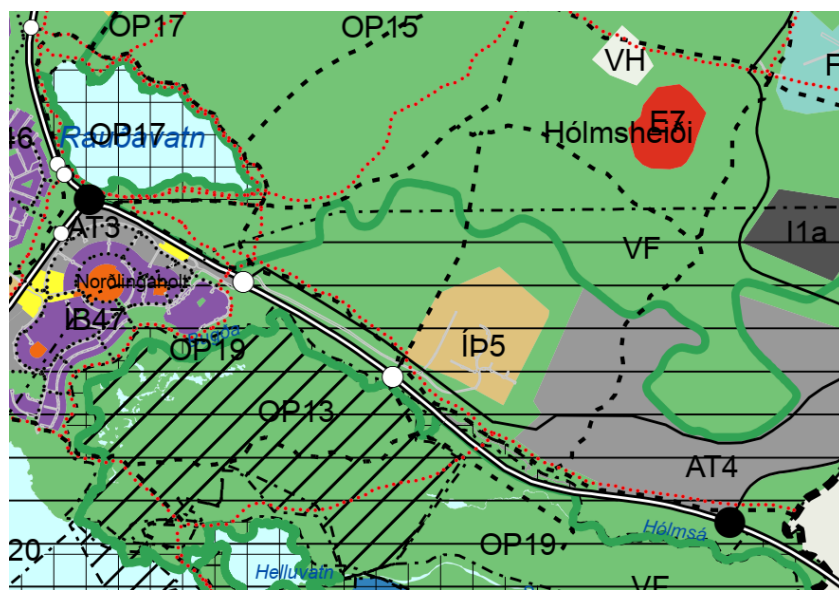 OP17
OP15
VH
F
46
Rauðavatn
OP17
E7
Hólmsheiði
AT3
VF
I1a
Norðlingaholt
ÍB47
OP19
ÍÞ5
OP13
AT4
20
OP19
Hólmsá
Helluvatn
VF